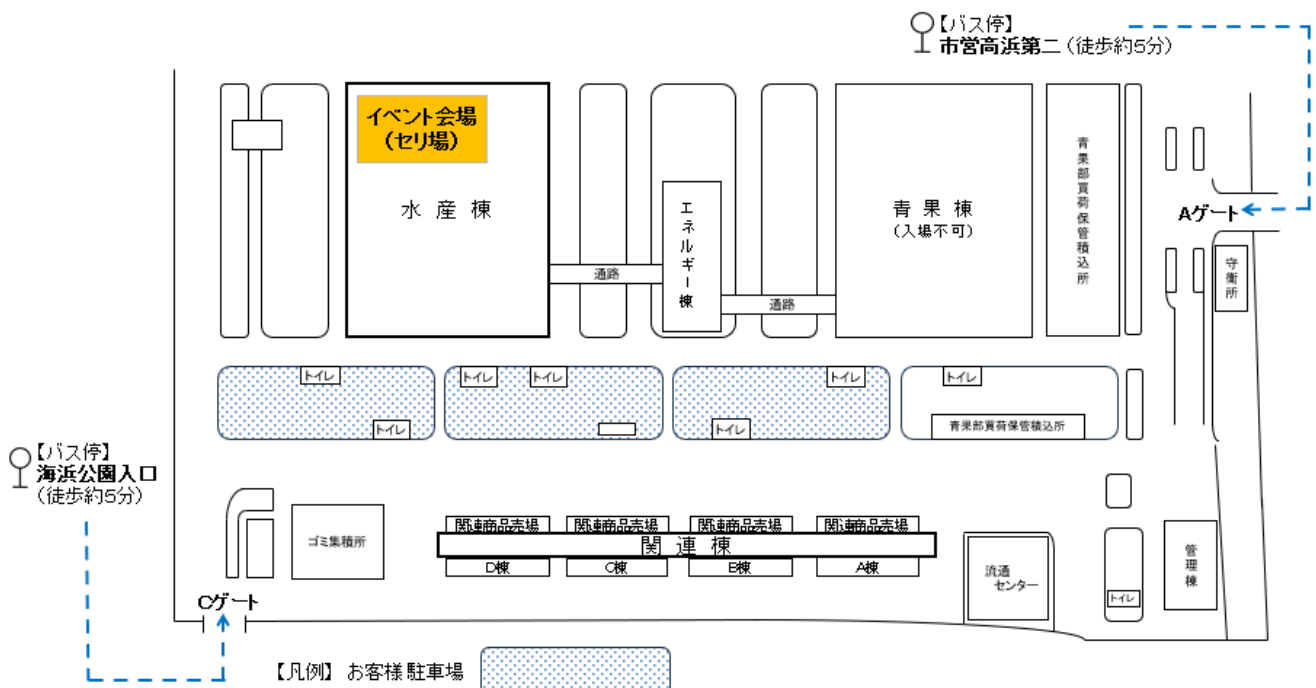 【バス停】
市営高浜第二（徒歩約5分）
イベント会場
（セリ場）
水産棟
エネルギー棟
青果棟
（入場不可）
青果部買荷保管積込所
Aゲート
守衛所
通路
通路
トイレ
トイレ
トイレ
トイレ
トイレ
トイレ
トイレ
トイレ
青果部買荷保管積込所
【バス停】
海浜公園入口
（徒歩約5分）
ゴミ集積所
関連商品売場
関連商品売場
関連商品売場
関連商品売場
関連棟
D棟
C棟
B棟
A棟
流通
センター
管理棟
トイレ
Cゲート
【凡例】 お客様駐車場